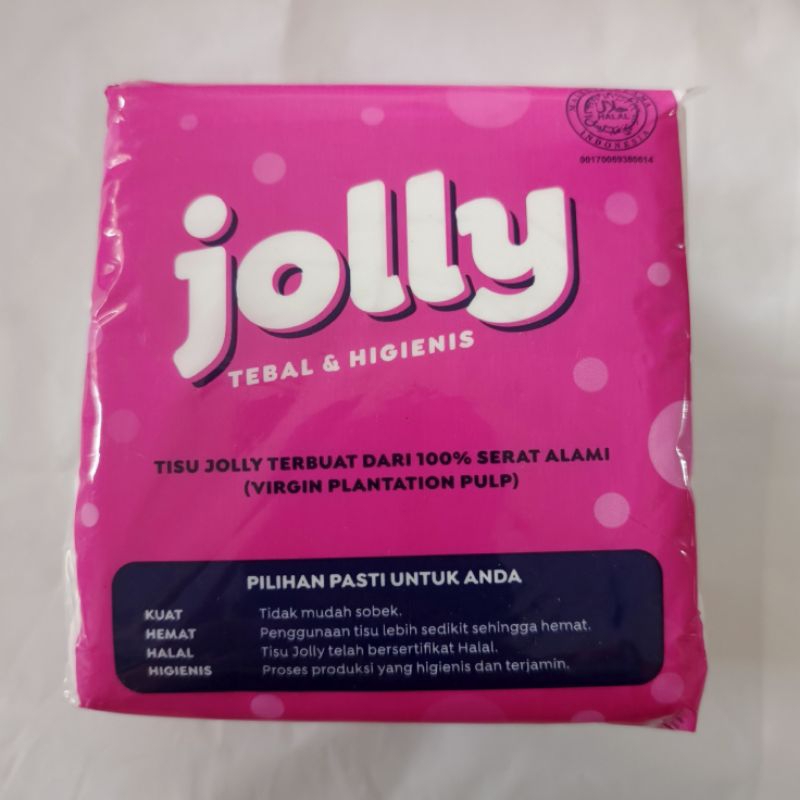 HALAL
INDONESIA
00170069380614
jolly
TEBAL & HIGIENIS
TISU JOLLY TERBUAT DARI 100% SERAT ALAMI
(VIRGIN PLANTATION PULP)
PILIHAN PASTI UNTUK ANDA
KUAT Tidak mudah sobek.
HEMAT Penggunaan tisu lebih sedikit sehingga hemat.
HALAL Tisu Jolly telah bersertifikat Halal.
HIGIENIS Proses produksi yang higienis dan terjamin.